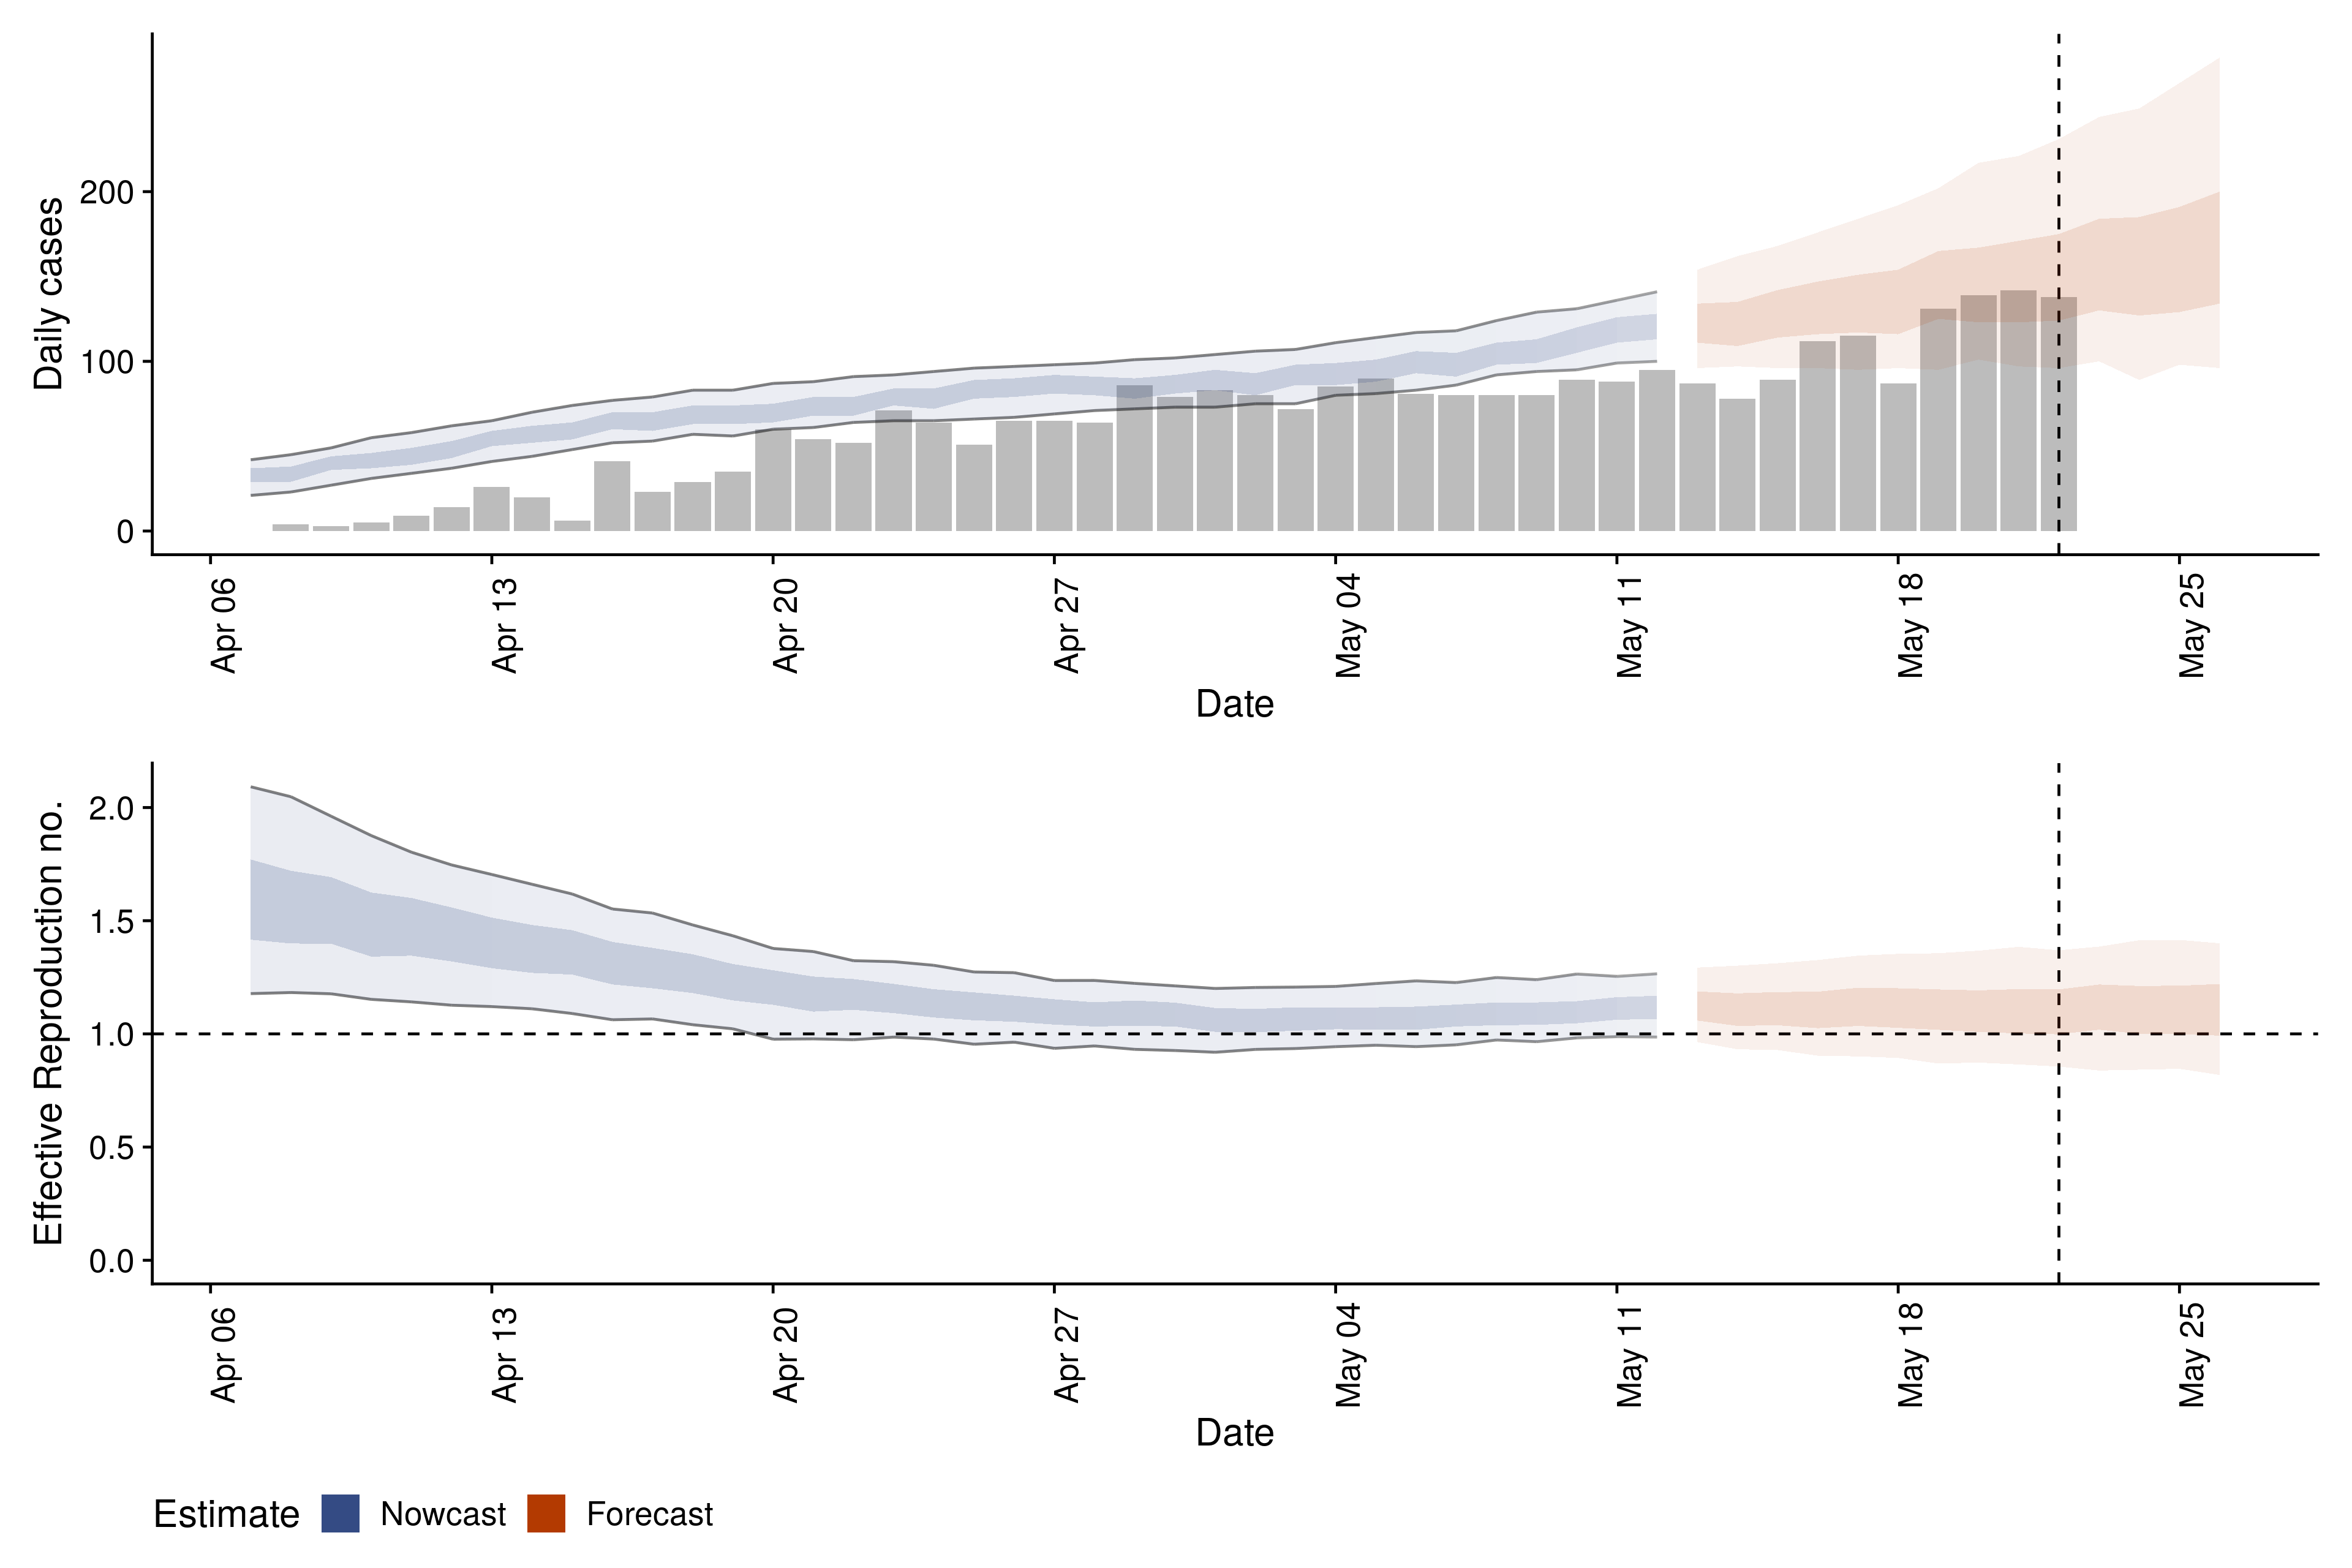 Daily cases
200
100
0
Apr 06
Apr 13
Apr 20
Apr 27
May 04
May 11
May 18
May 25
Date
Effective Reproduction no.
2.0
1.5
1.0
0.5
0.0
Apr 06
Apr 13
Apr 20
Apr 27
May 04
May 11
May 18
May 25
Date
Estimate Nowcast Forecast